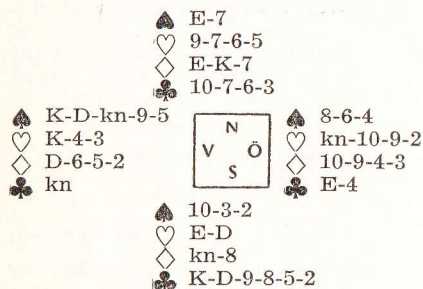 ♠ E-7
♡ 9-7-6-5
♢ E-K-7
♣ 10-7-6-3
♠ K-D-kn-9-5
♡ K-4-3
♢ D-6-5-2
♣ kn
N
V Ö
S
♠ 8-6-4
♡ kn-10-9-2
♢ 10-9-4-3
♣ E-4
♠ 10-3-2
♡ E-D
♢ kn-8
♣ K-D-9-8-5-2